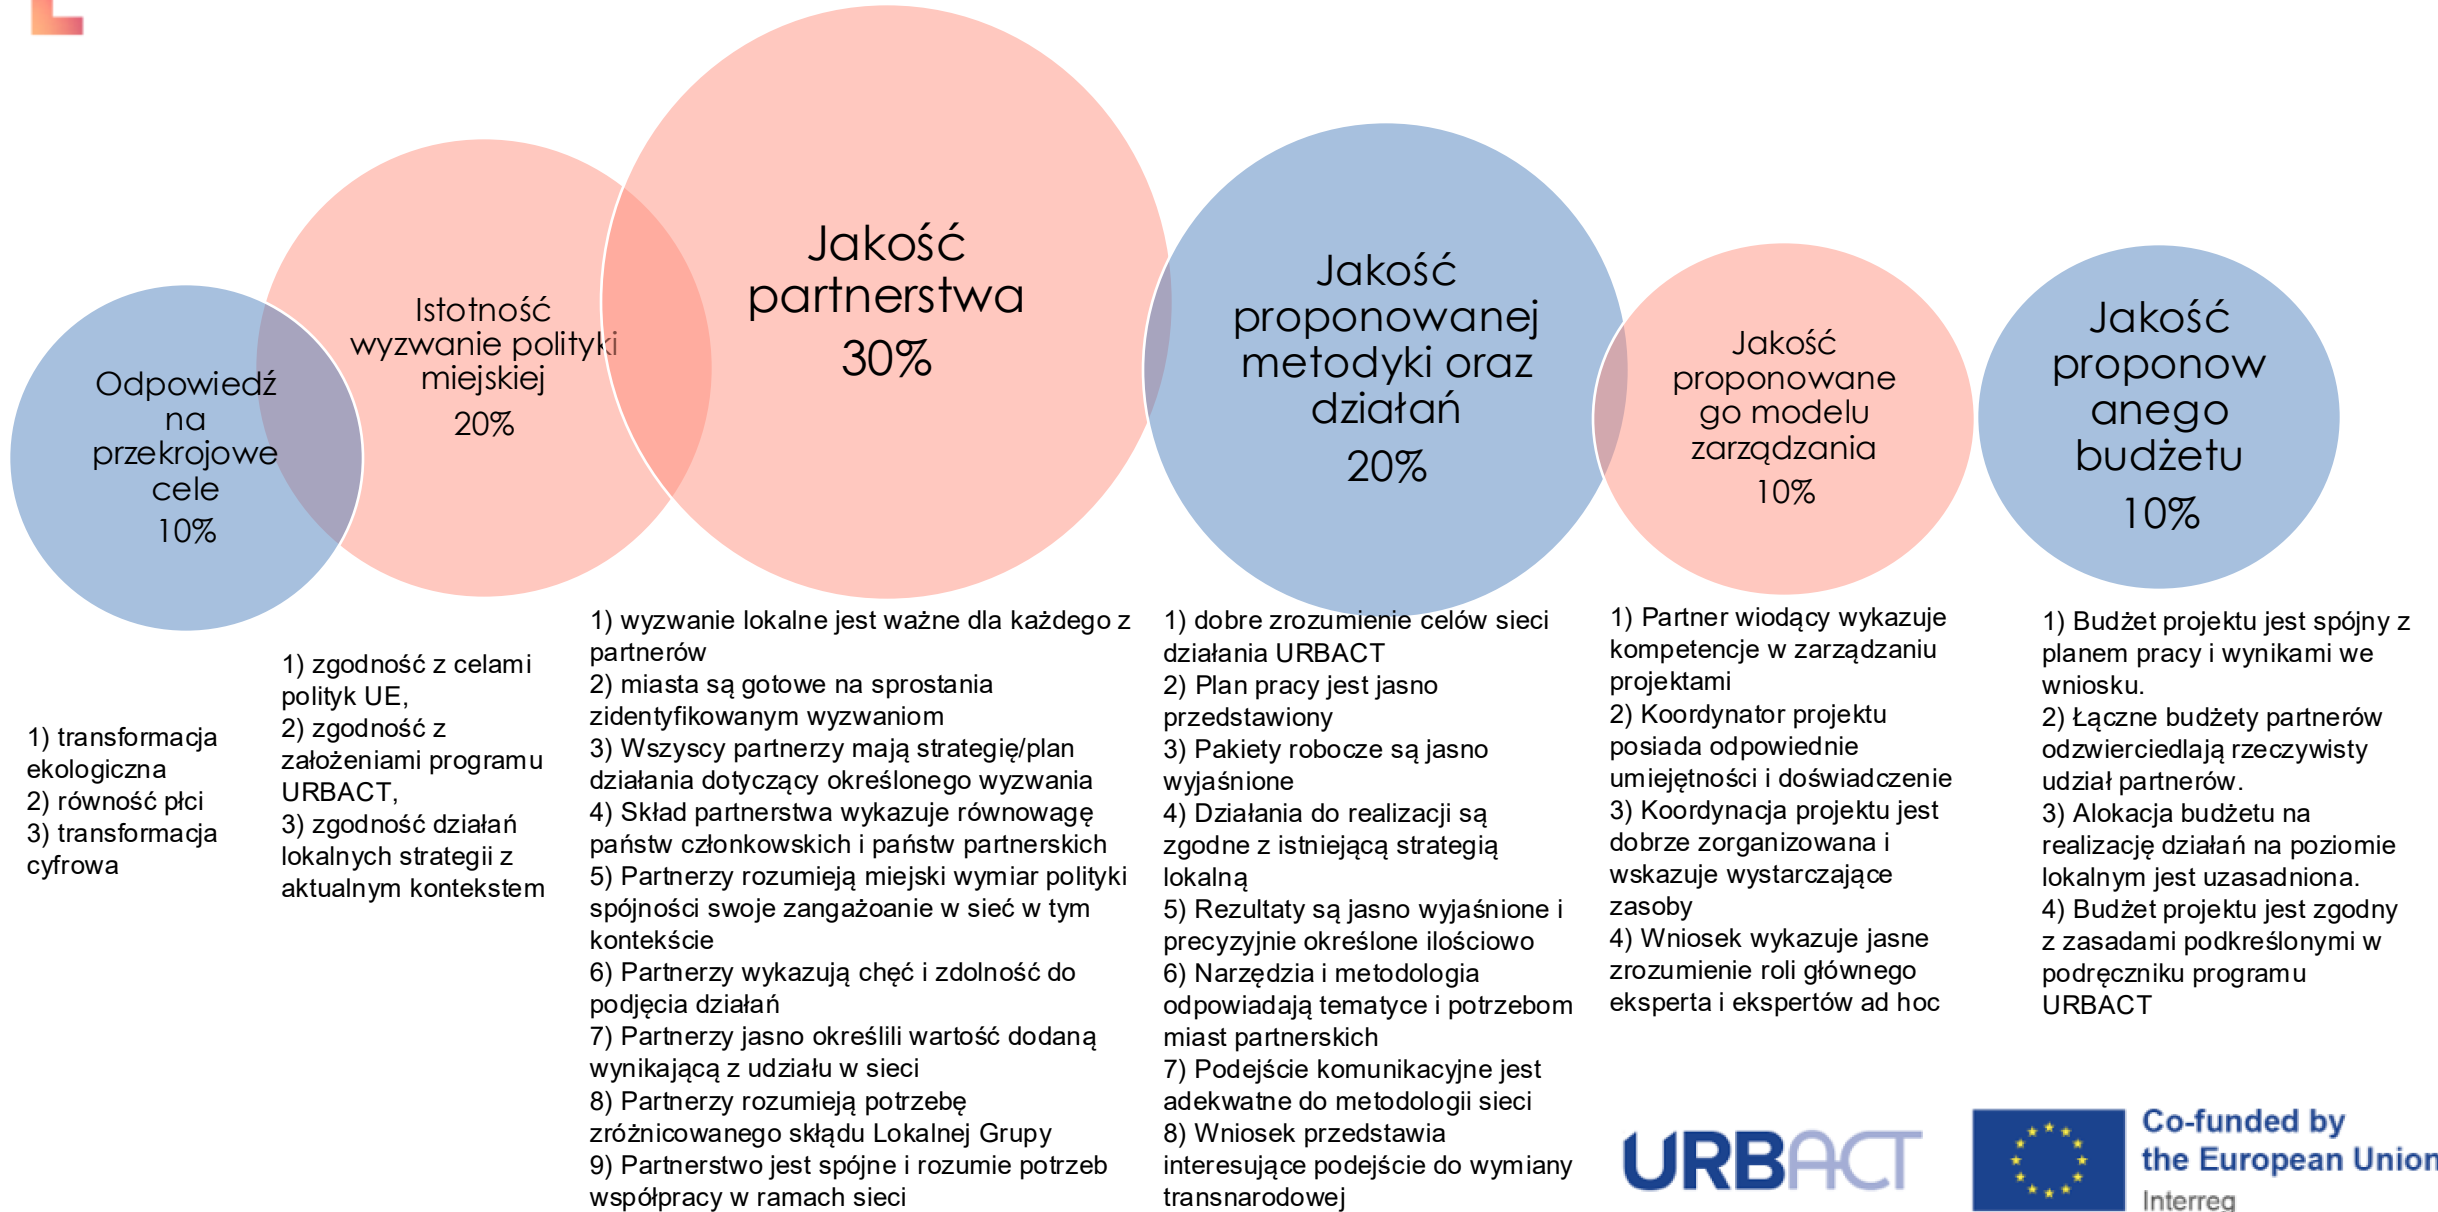 Odpowiedź
na
przekrojowe
cele
10%
Istotność
wyzwanie polityki
miejskiej
20%
Jakość
partnerstwa
30%
Jakość
proponowanej
metodyki oraz
działań
20%
Jakość
proponowane
go modelu
zarządzania
10%
Jakość
proponow
anego
budżetu
10%
1) transformacja
ekologiczna
2) równość płci
3) transformacja
cyfrowa
1) zgodność z celami
polityk UE,
2) zgodność z
założeniami programu
URBACT,
3) zgodność działań
lokalnych strategii z
aktualnym kontekstem
1) wyzwanie lokalne jest ważne dla każdego z
partnerów
2) miasta są gotowe na sprostania
zidentyfikowanym wyzwaniom
3) Wszyscy partnerzy mają strategię/plan
działania dotyczący określonego wyzwania
4) Skład partnerstwa wykazuje równowagę
państw członkowskich i państw partnerskich
5) Partnerzy rozumieją miejski wymiar polityki
spójności swoje zangażoanie w sieć w tym
kontekście
6) Partnerzy wykazują chęć i zdolność do
podjęcia działań
7) Partnerzy jasno określili wartość dodaną
wynikającą z udziału w sieci
8) Partnerzy rozumieją potrzebę
zróżnicowanego skłądu Lokalnej Grupy
9) Partnerstwo jest spójne i rozumie potrzeb
współpracy w ramach sieci
1) dobre zrozumienie celów sieci
działania URBACT
2) Plan pracy jest jasno
przedstawiony
3) Pakiety robocze są jasno
wyjaśnione
4) Działania do realizacji są
zgodne z istniejącą strategią
lokalną
5) Rezultaty są jasno wyjaśnione i
precyzyjnie określone ilościowo
6) Narzędzia i metodologia
odpowiadają tematyce i potrzebom
miast partnerskich
7) Podejście komunikacyjne jest
adekwatne do metodologii sieci
8) Wniosek przedstawia
interesujące podejście do wymiany
transnarodowej
1) Partner wiodący wykazuje
kompetencje w zarządzaniu
projektami
2) Koordynator projektu
posiada odpowiednie
umiejętności i doświadczenie
3) Koordynacja projektu jest
dobrze zorganizowana i
wskazuje wystarczające
zasoby
4) Wniosek wykazuje jasne
zrozumienie roli głównego
eksperta i ekspertów ad hoc
1) Budżet projektu jest spójny z
planem pracy i wynikami we
wniosku.
2) Łączne budżety partnerów
odzwierciedlają rzeczywisty
udział partnerów.
3) Alokacja budżetu na
realizację działań na poziomie
lokalnym jest uzasadniona.
4) Budżet projektu jest zgodny
z zasadami podkreślonymi w
podręczniku programu
URBACT
URBACT
Co-funded by
the European Union
Interreg